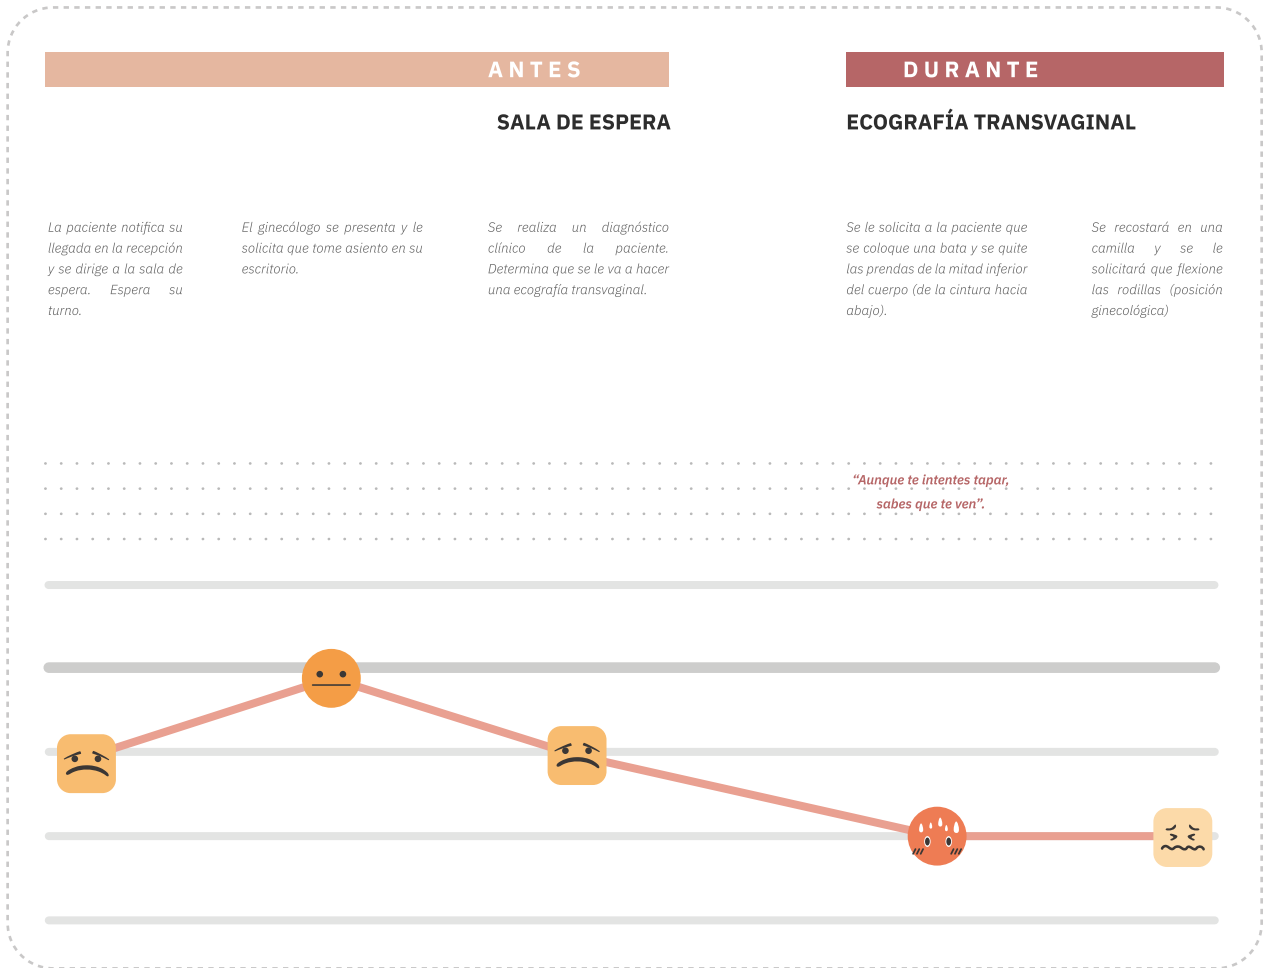 ANTES
DURANTE
SALA DE ESPERA
ECOGRAFÍA TRANSVAGINAL
La paciente notifica su
llegada en la recepción
y se dirige a la sala de
espera. Espera su
turno.
El ginecólogo se presenta y le
solicita que tome asiento en su
escritorio.
Se realiza un diagnóstico
clínico de la paciente.
Determina que se le va a hacer
una ecografía transvaginal.
Se le solicita a la paciente que
se coloque una bata y se quite
las prendas de la mitad inferior
del cuerpo (de la cintura hacia
abajo).
Se recostará en una
camilla y se le
solicitará que flexione
las rodillas (posición
ginecológica)
“Aunque te intentes tapar,
sabes que te ven”.